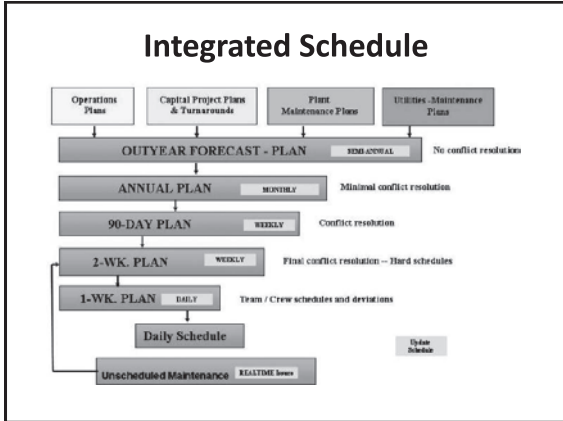 Integrated Schedule
Operations
Plans
Capital Project Plans
& Turnarounds
Plant
Maintenance Plans
Utilities -Maintenance
Plans
OUTYEAR FORECAST - PLAN SEMI-ANNUAL No conflict resolution
ANNUAL PLAN MONTHLY Minimal conflict resolution
90-DAY PLAN WEEKLY Conflict resolution
2-WK. PLAN WEEKLY Final conflict resolution -- Hard schedules
1-WK. PLAN DAILY Team / Crew schedules and deviations
Daily Schedule
Update
Schedule
Unscheduled Maintenance REALTIME Issues